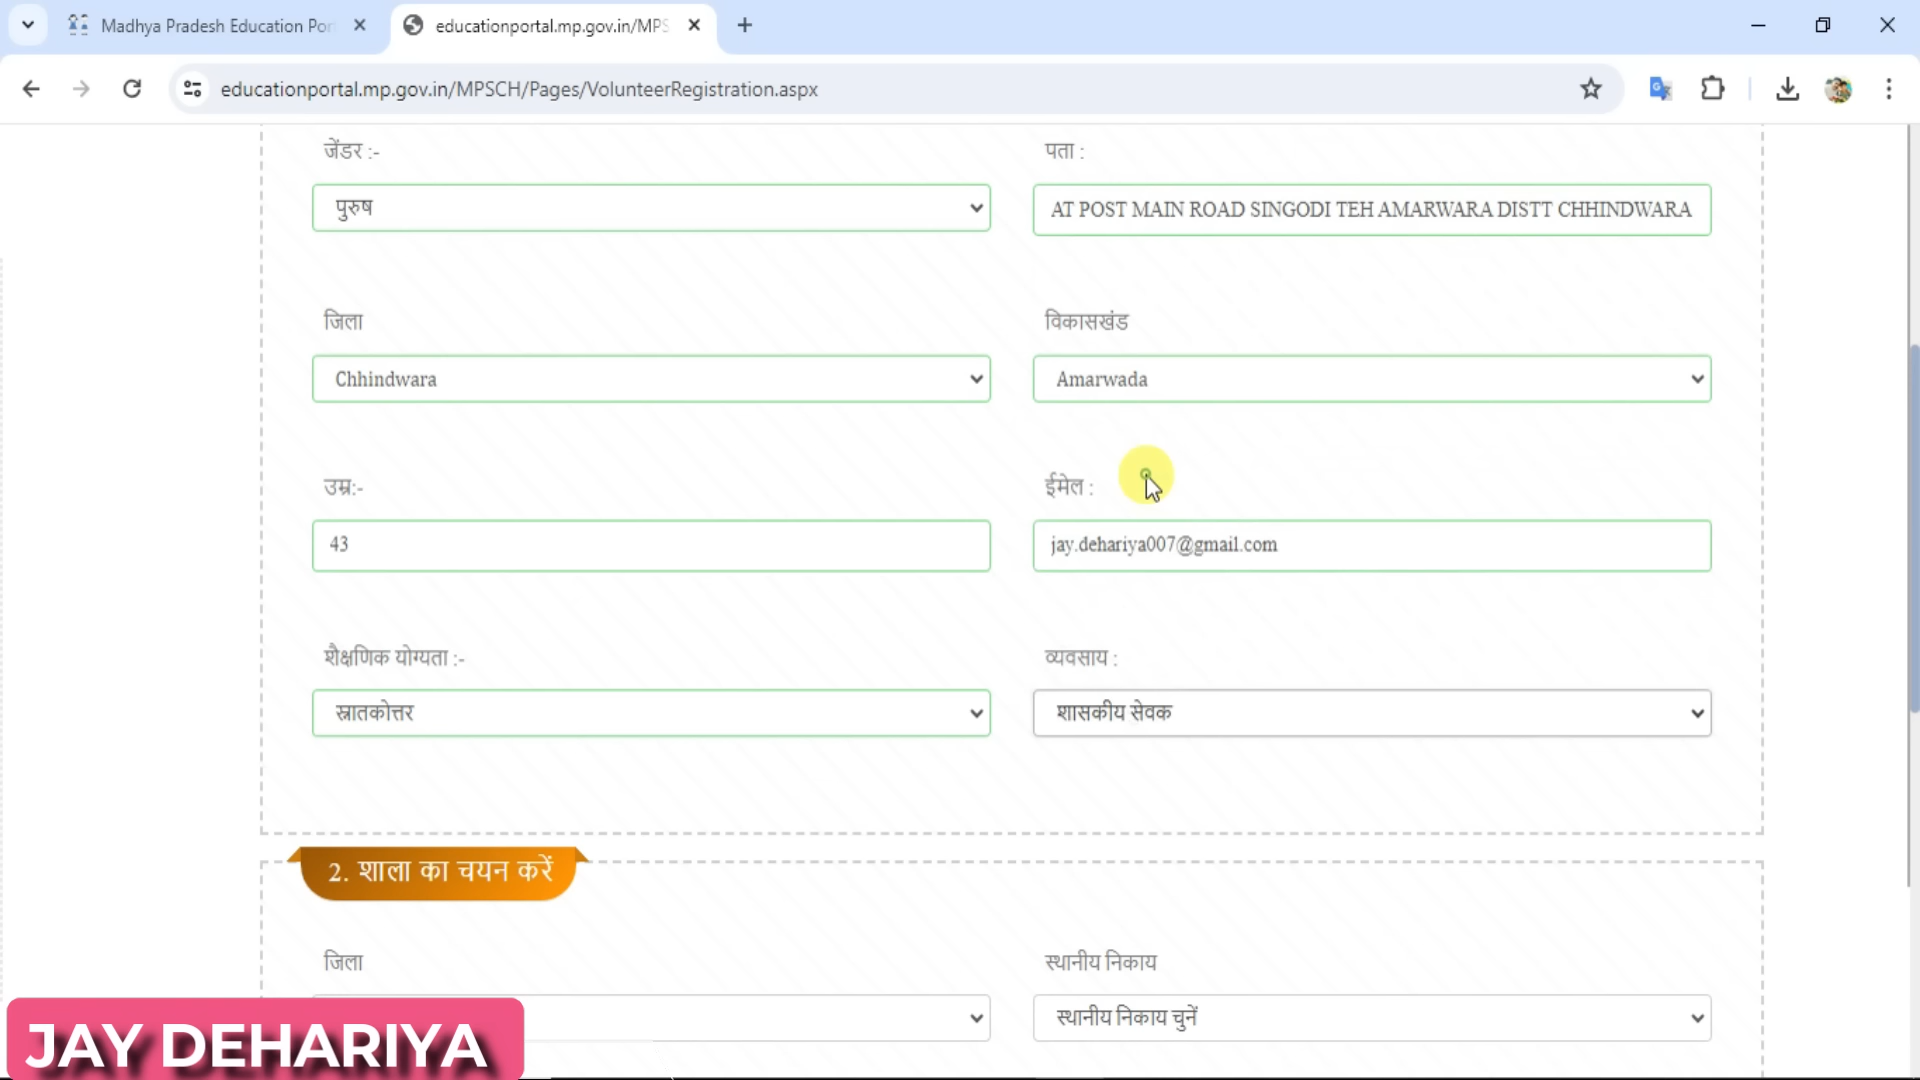 Madhya Pradesh Education Por
educationportal.mp.gov.in/MPS
educationportal.mp.gov.in/MPSCH/Pages/VolunteerRegistration.aspx
जेंडर :-
पता :
पुरुष
AT POST MAIN ROAD SINGODI TEH AMARWARA DISTT CHHINDWARA
जिला
विकासखंड
Chhindwara
Amarwada
उम्र:-
ईमेल :
43
jay.dehariya007@gmail.com
शैक्षणिक योग्यता :-
व्यवसाय :
स्नातकोत्तर
शासकीय सेवक
2. शाला का चयन करें
जिला
स्थानीय निकाय
स्थानीय निकाय चुनें
JAY DEHARIYA